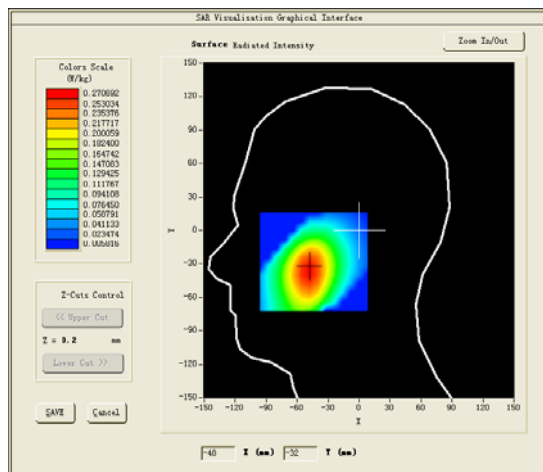 SAR Visualisation Graphical Interface
Surface Radiated Intensity
Zoom In/Out
Colors Scale
(W/kg)
0.270692
0.253034
0.235376
0.217717
0.200059
0.182400
0.164742
0.147083
0.129425
0.111767
0.094108
0.076450
0.058791
0.041133
0.023474
0.005816
Z-Cuts Control
<< Upper Cut
Z = 0.2 mm
Lower Cut >>
SAVE
Cancel
150
120
90
60
30
0
-30
-60
-90
-120
-150
Y
-150 -120 -90 -60 -30 0 30 60 90 120 150
X
-48 X (mm) -32 Y (mm)